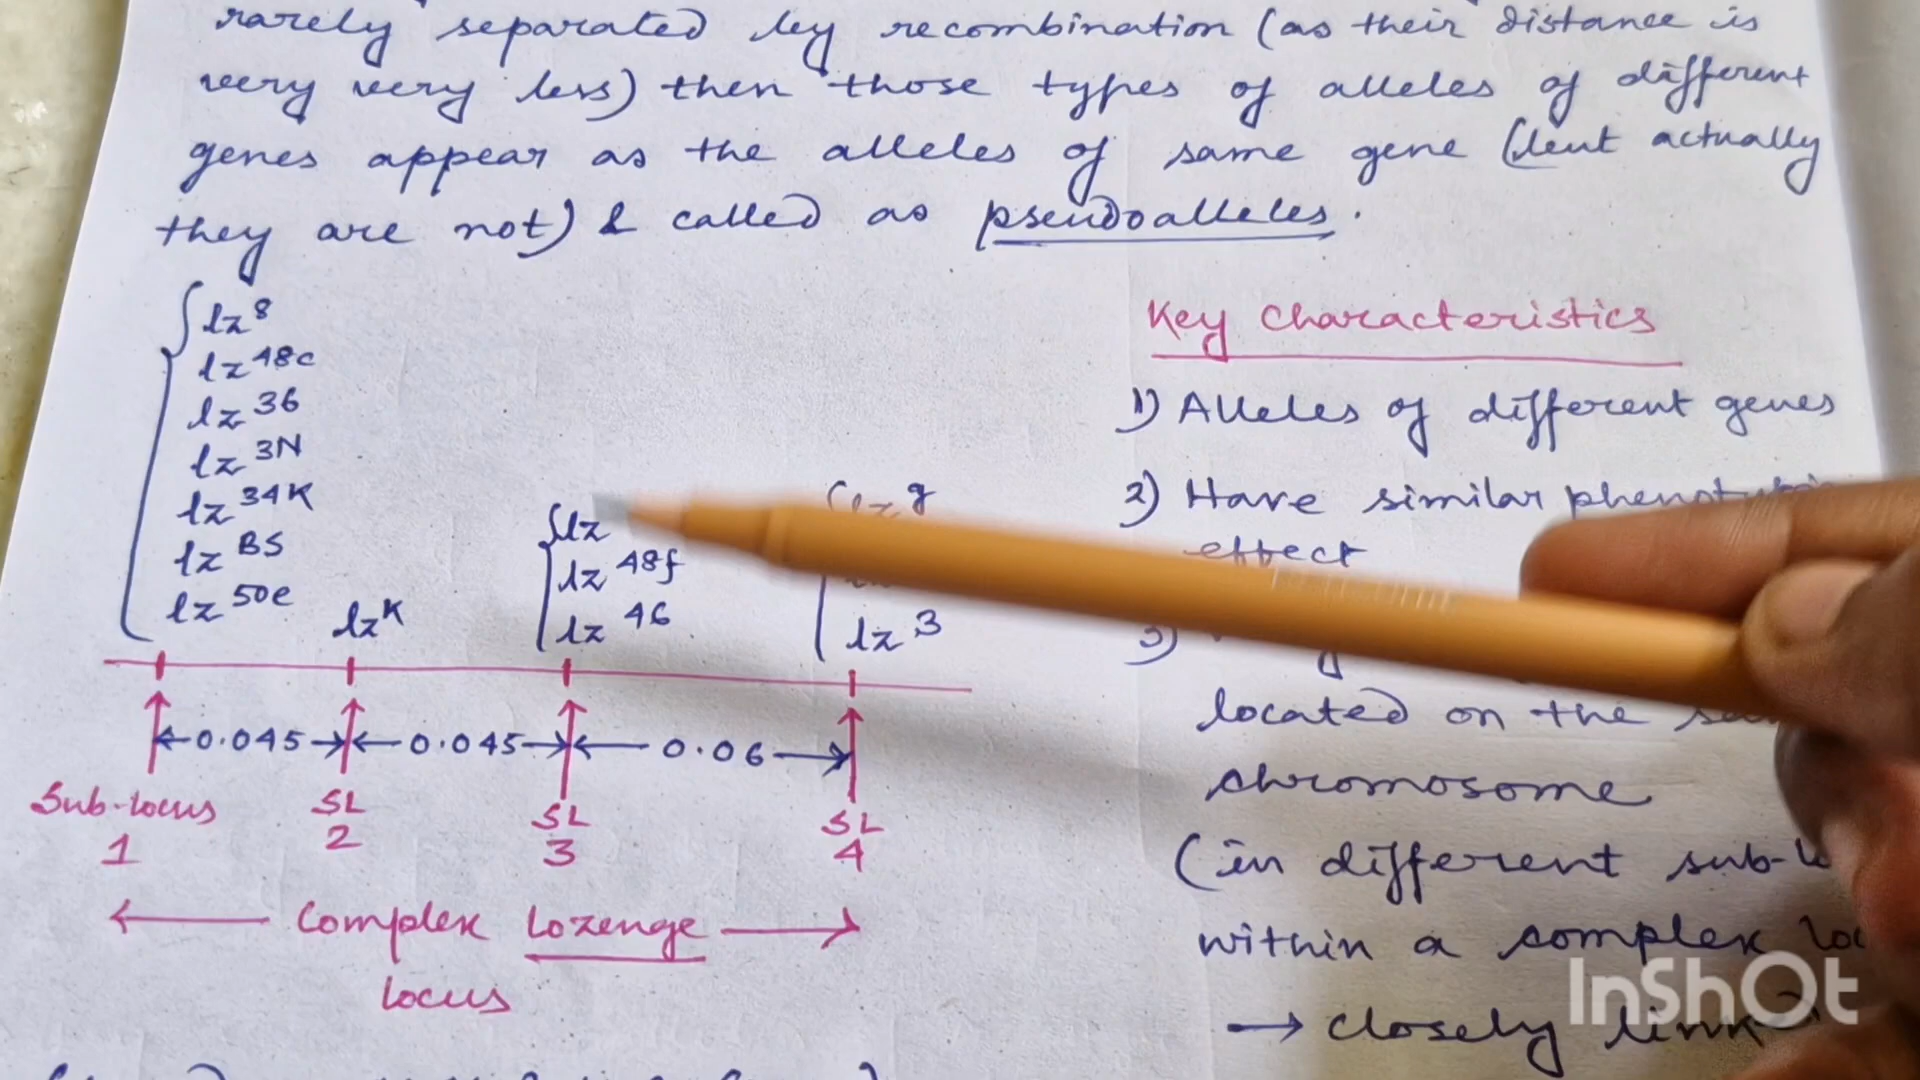 rarely separated by recombination (as their distance is
very very less) then those types of alleles of different
genes appear as the alleles of same gene (but actually
they are not) & called as pseudoalleles.
lz 8
lz 48c
lz 36
lz 3N
lz 34K
lz BS
lz 50e
lz K
lz
lz 48f
lz 46
lz g
lz 3
0.045
0.045
0.06
Sub-locus 1
SL 2
SL 3
SL 4
Complex Lozenge
locus
Key Characteristics
1) Alleles of different genes
2) Have similar
effect
3)
located on the
chromosome
(in different
within a complex
→ closely
InShOt